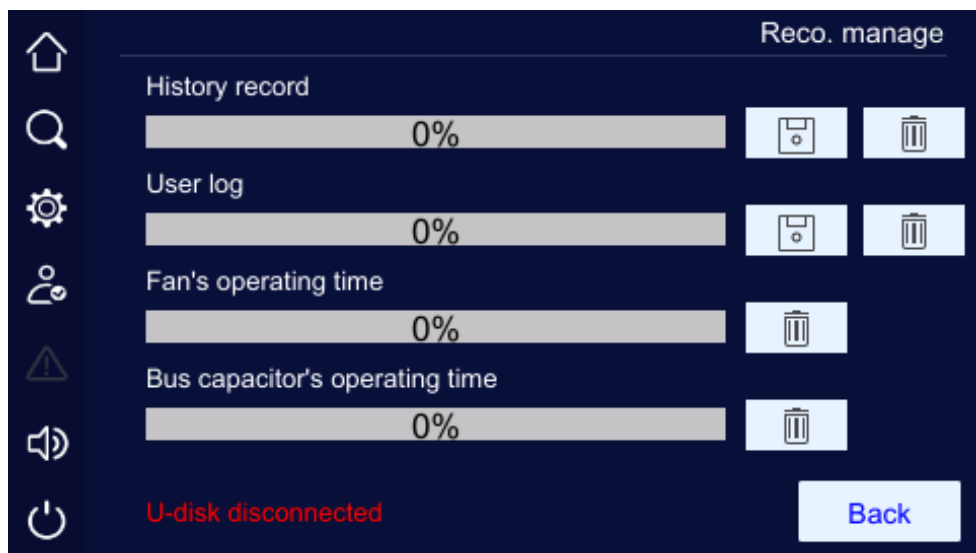 Reco. manage
History record
0%
User log
0%
Fan's operating time
0%
Bus capacitor's operating time
0%
U-disk disconnected
Back